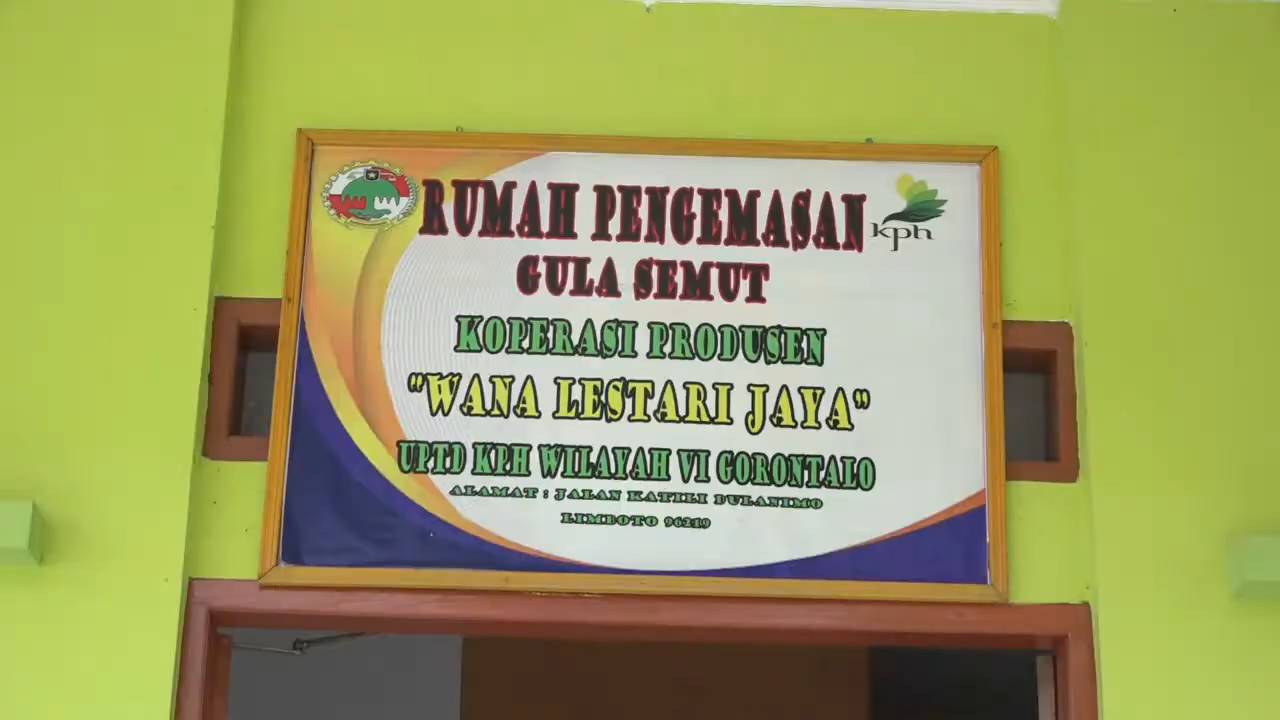 RUMAH PENGEMASAN
kph
GULA SEMUT
KOPERASI PRODUSEN
"WANA LESTARI JAYA"
UPTD KPH WILAYAH VI GORONTALO
ALAMAT : JALAN KATILI DULANIMO
LIMBOTO 96219